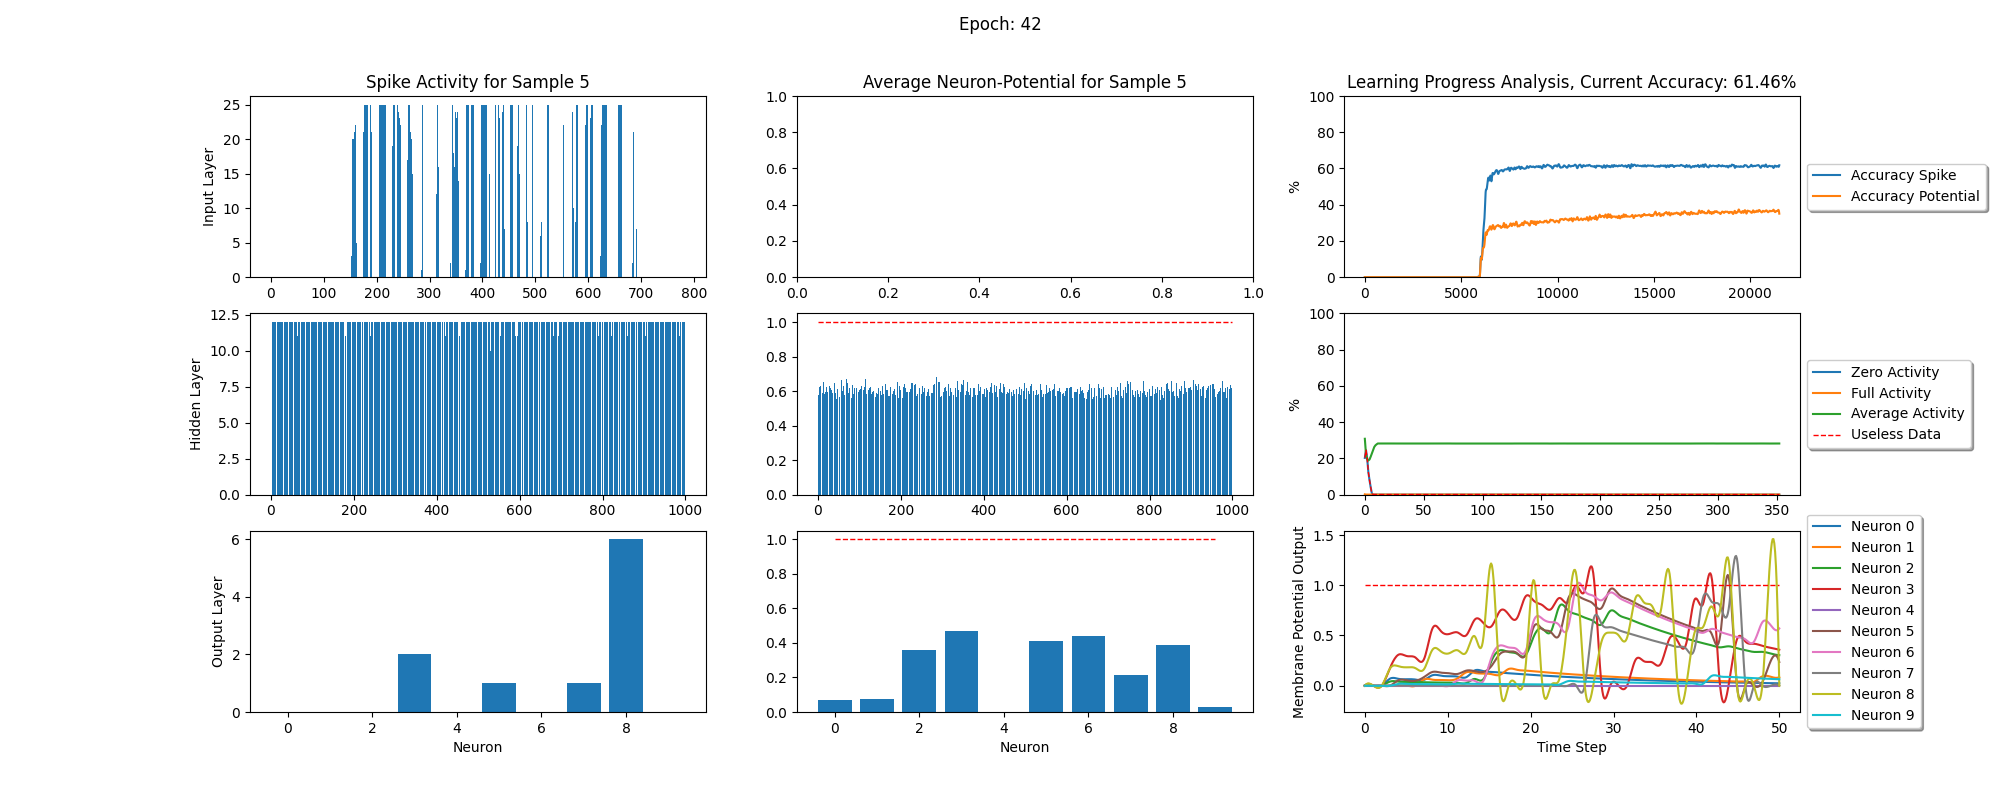 Epoch: 42
Spike Activity for Sample 5
Input Layer
25
20
15
10
5
0
0 100 200 300 400 500 600 700 800
Average Neuron-Potential for Sample 5
1.0
0.8
0.6
0.4
0.2
0.0
0.0 0.2 0.4 0.6 0.8 1.0
Learning Progress Analysis, Current Accuracy: 61.46%
%
100
80
60
40
20
0
0 5000 10000 15000 20000
Accuracy Spike
Accuracy Potential
Hidden Layer
12.5
10.0
7.5
5.0
2.5
0.0
0 200 400 600 800 1000
1.0
0.8
0.6
0.4
0.2
0.0
0 200 400 600 800 1000
%
100
80
60
40
20
0
0 50 100 150 200 250 300 350
Zero Activity
Full Activity
Average Activity
Useless Data
Output Layer
6
4
2
0
0 2 4 6 8
Neuron
1.0
0.8
0.6
0.4
0.2
0.0
0 2 4 6 8
Neuron
Membrane Potential Output
1.5
1.0
0.5
0.0
0 10 20 30 40 50
Time Step
Neuron 0
Neuron 1
Neuron 2
Neuron 3
Neuron 4
Neuron 5
Neuron 6
Neuron 7
Neuron 8
Neuron 9